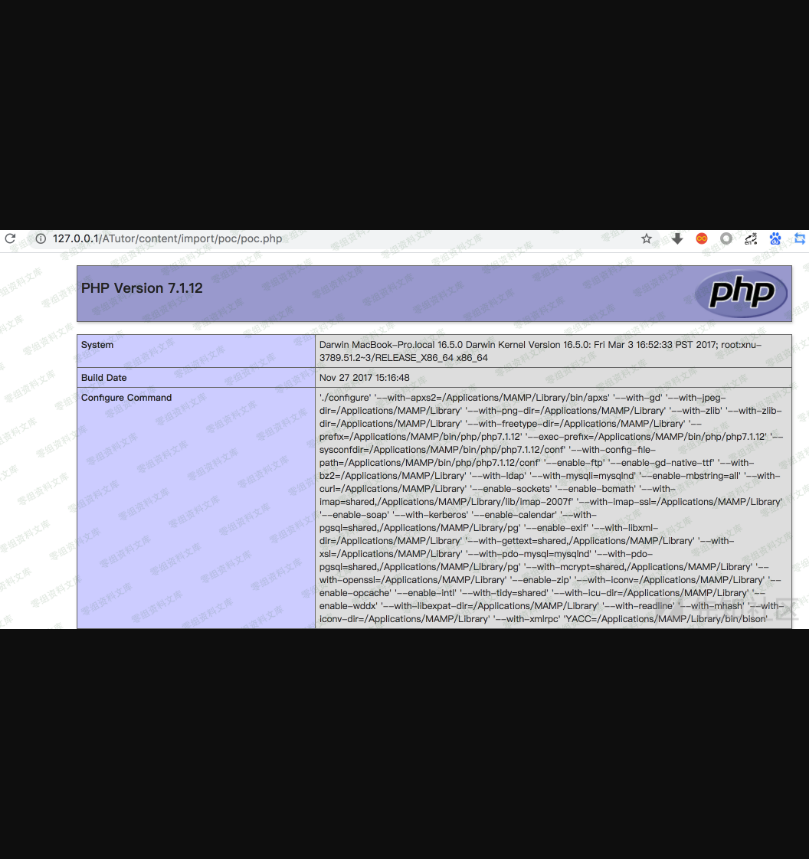 127.0.0.1/ATutor/content/import/poc/poc.php
PHP Version 7.1.12
php
System
Darwin MacBook-Pro.local 16.5.0 Darwin Kernel Version 16.5.0: Fri Mar 3 16:52:33 PST 2017; root:xnu-
3789.51.2~3/RELEASE_X86_64 x86_64
Build Date
Nov 27 2017 15:16:48
Configure Command
'./configure' '--with-apxs2=/Applications/MAMP/Library/bin/apxs' '--with-gd' '--with-jpeg-
dir=/Applications/MAMP/Library' '--with-png-dir=/Applications/MAMP/Library' '--with-zlib' '--with-zlib-
dir=/Applications/MAMP/Library' '--with-freetype-dir=/Applications/MAMP/Library' '--
prefix=/Applications/MAMP/bin/php/php7.1.12' '--exec-prefix=/Applications/MAMP/bin/php/php7.1.12' '--
sysconfdir=/Applications/MAMP/bin/php/php7.1.12/conf' '--with-config-file-
path=/Applications/MAMP/bin/php/php7.1.12/conf' '--enable-ftp' '--enable-gd-native-ttf' '--with-
bz2=/Applications/MAMP/Library' '--with-ldap' '--with-mysqli=mysqlnd' '--enable-mbstring=all' '--with-
curl=/Applications/MAMP/Library' '--enable-sockets' '--enable-bcmath' '--with-
imap=shared,/Applications/MAMP/Library/lib/imap-2007f' '--with-imap-ssl=/Applications/MAMP/Library'
'--enable-soap' '--with-kerberos' '--enable-calendar' '--with-
pgsql=shared,/Applications/MAMP/Library/pg' '--enable-exif' '--with-libxml-
dir=/Applications/MAMP/Library' '--with-gettext=shared,/Applications/MAMP/Library' '--with-
xsl=/Applications/MAMP/Library' '--with-pdo-mysql=mysqlnd' '--with-pdo-
pgsql=shared,/Applications/MAMP/Library/pg' '--with-mcrypt=shared,/Applications/MAMP/Library' '--
with-openssl=/Applications/MAMP/Library' '--enable-zip' '--with-iconv=/Applications/MAMP/Library' '--
enable-opcache' '--enable-intl' '--with-tidy=shared' '--with-icu-dir=/Applications/MAMP/Library' '--
enable-wddx' '--with-libexpat-dir=/Applications/MAMP/Library' '--with-readline' '--with-mhash' '--with-
iconv-dir=/Applications/MAMP/Library' '--with-xmlrpc' 'YACC=/Applications/MAMP/Library/bin/bison'
零组资料文库